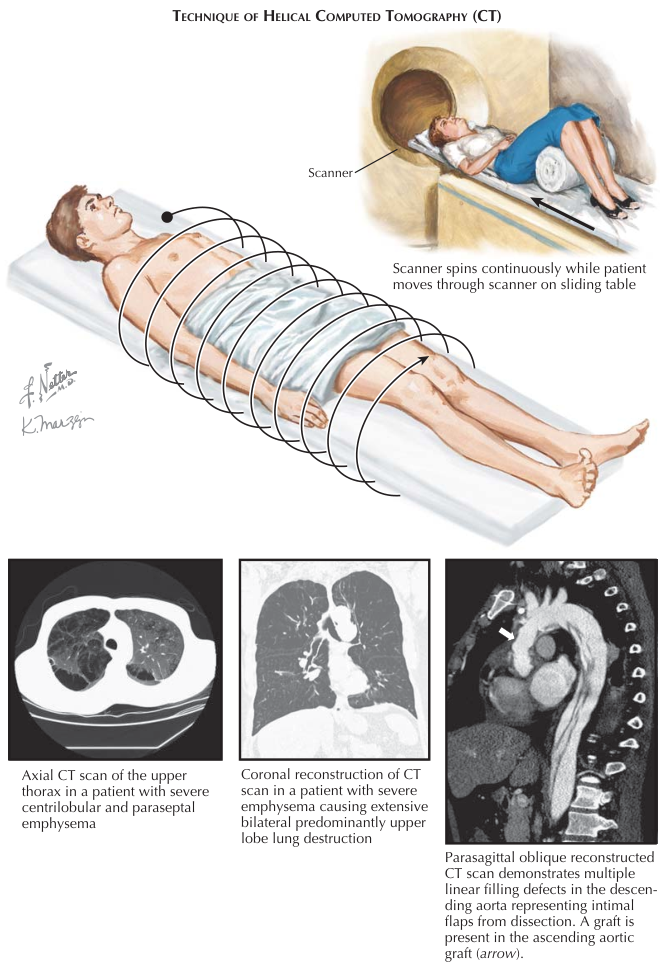 TECHNIQUE OF HELICAL COMPUTED TOMOGRAPHY (CT)
Scanner
Scanner spins continuously while patient
moves through scanner on sliding table
F. Netter
M.D.
K. Marzejon
Axial CT scan of the upper
thorax in a patient with severe
centrilobular and paraseptal
emphysema
Coronal reconstruction of CT
scan in a patient with severe
emphysema causing extensive
bilateral predominantly upper
lobe lung destruction
Parasagittal oblique reconstructed
CT scan demonstrates multiple
linear filling defects in the descen-
ding aorta representing intimal
flaps from dissection. A graft is
present in the ascending aortic
graft (arrow).